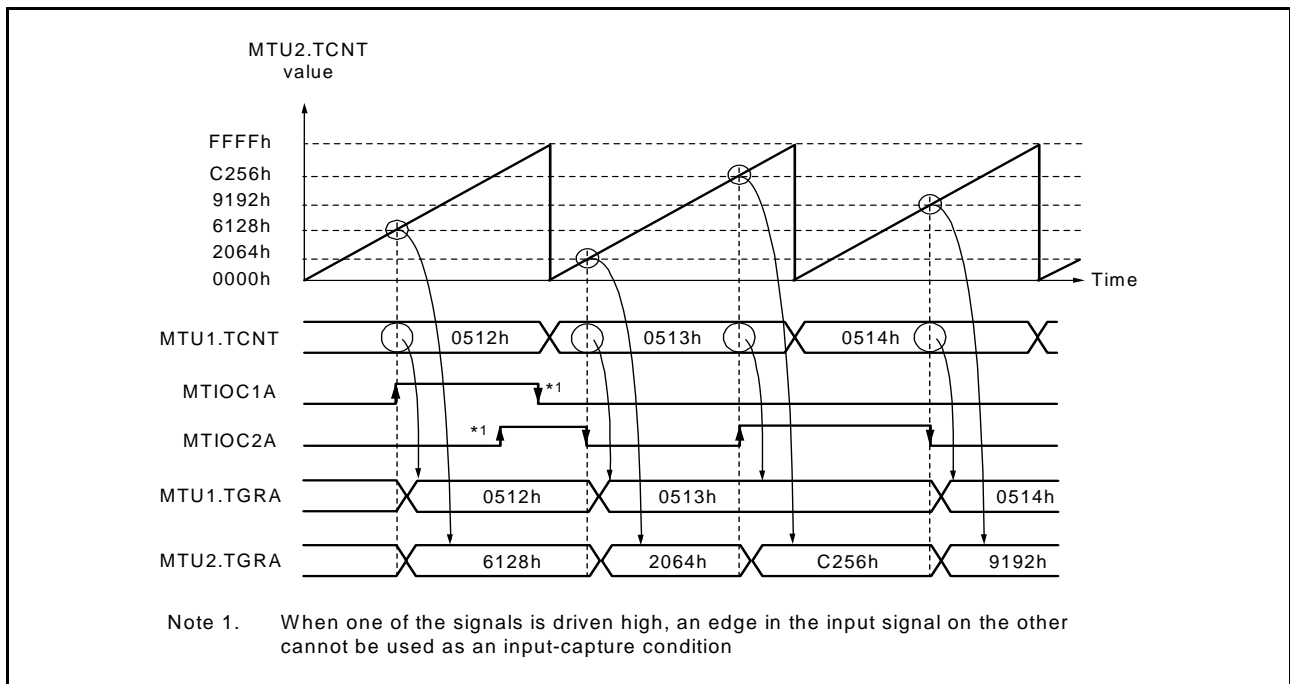 MTU2.TCNT
value
FFFFh
C256h
9192h
6128h
2064h
0000h
Time
MTU1.TCNT 0512h 0513h 0514h
MTIOC1A *1
MTIOC2A *1
MTU1.TGRA 0512h 0513h 0514h
MTU2.TGRA 6128h 2064h C256h 9192h
Note 1. When one of the signals is driven high, an edge in the input signal on the other
cannot be used as an input-capture condition